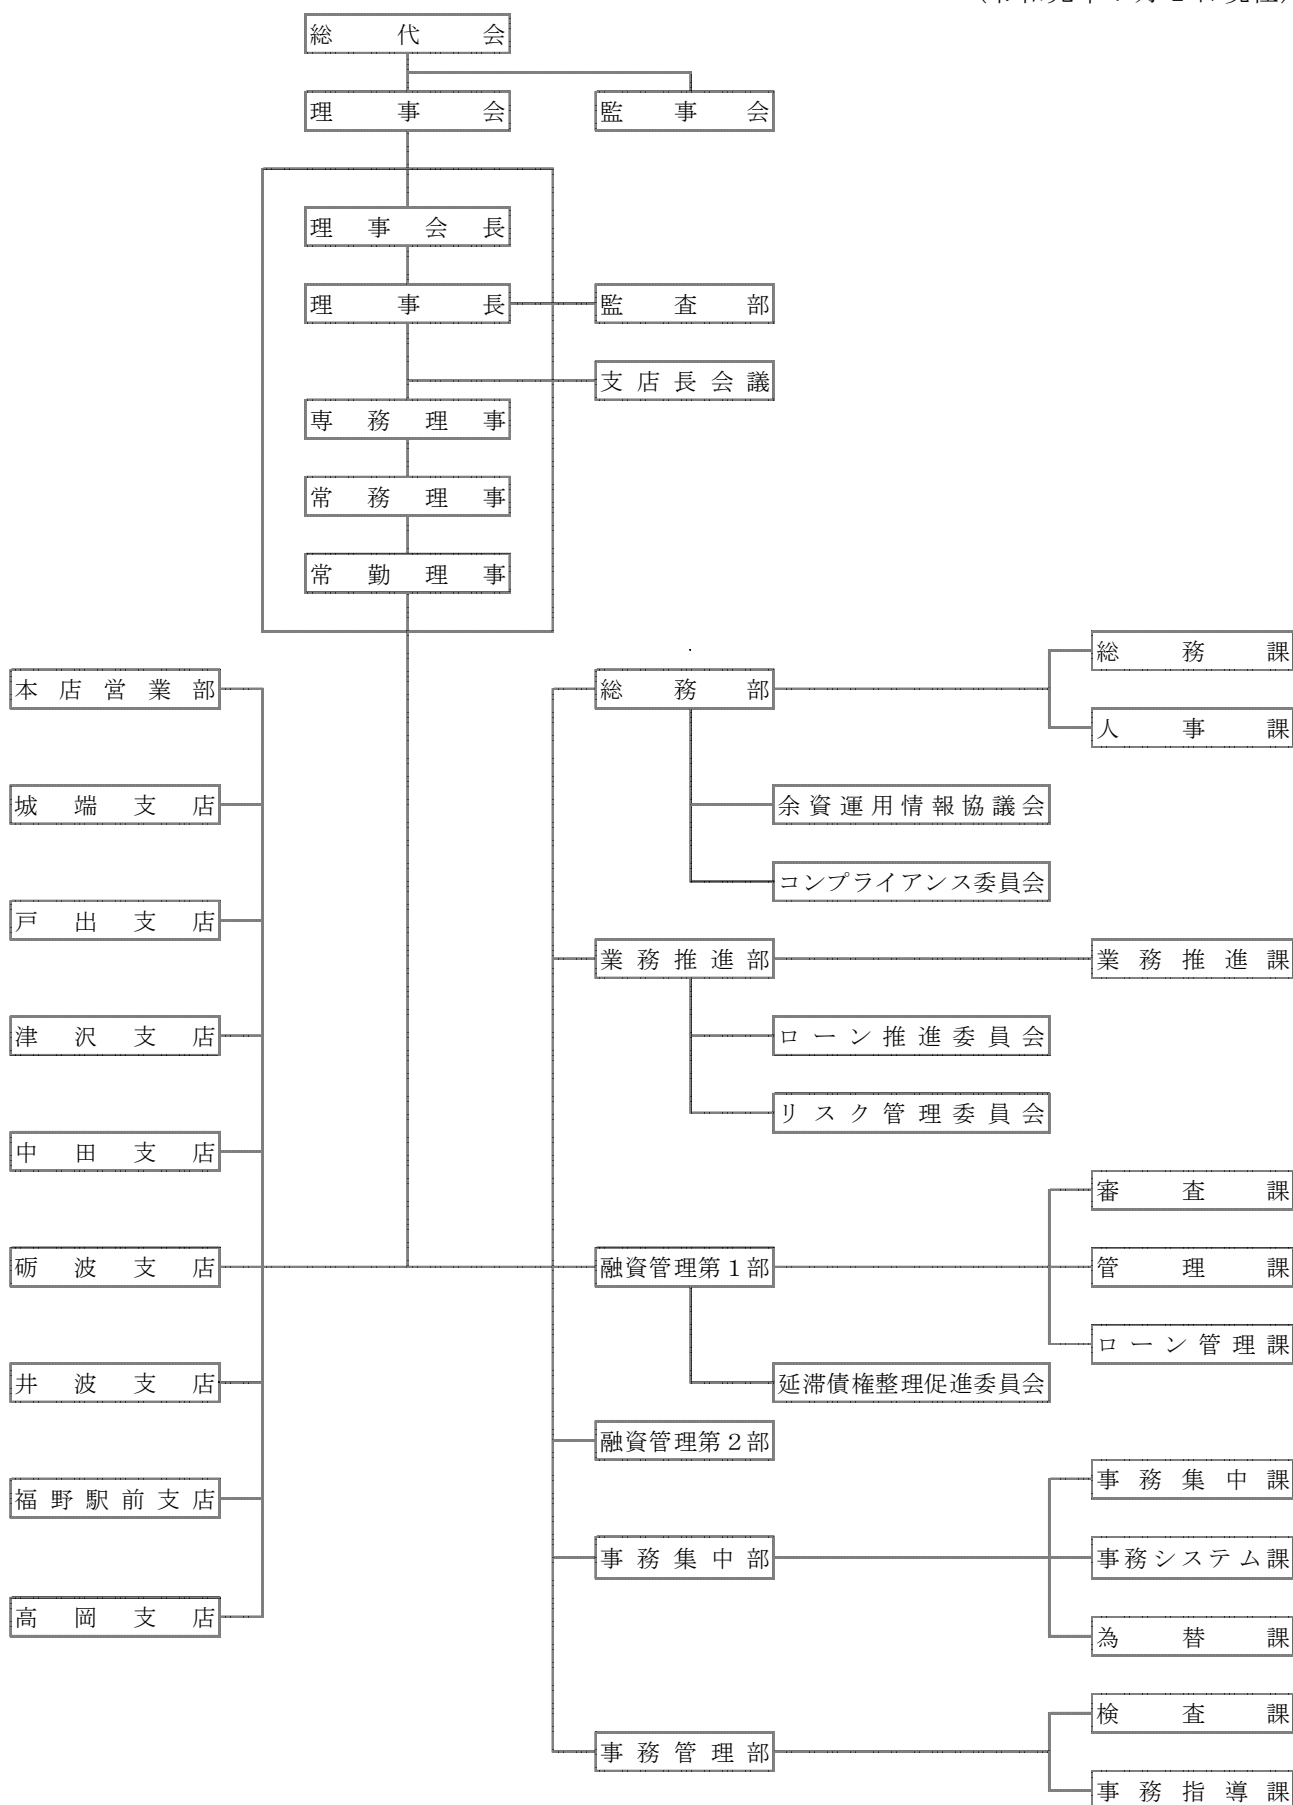 総代会
理事会 監事会
理事会長
理事長 監査部
支店長会議
専務理事
常務理事
常勤理事
総務課
本店営業部 総務部
人事課
城端支店 余資運用情報協議会
コンプライアンス委員会
戸出支店
業務推進部 業務推進課
津沢支店 ローン推進委員会
リスク管理委員会
中田支店
審査課
砺波支店 融資管理第1部 管理課
ローン管理課
井波支店 延滞債権整理促進委員会
融資管理第2部
事務集中課
福野駅前支店
事務集中部 事務システム課
高岡支店 為替課
検査課
事務管理部
事務指導課